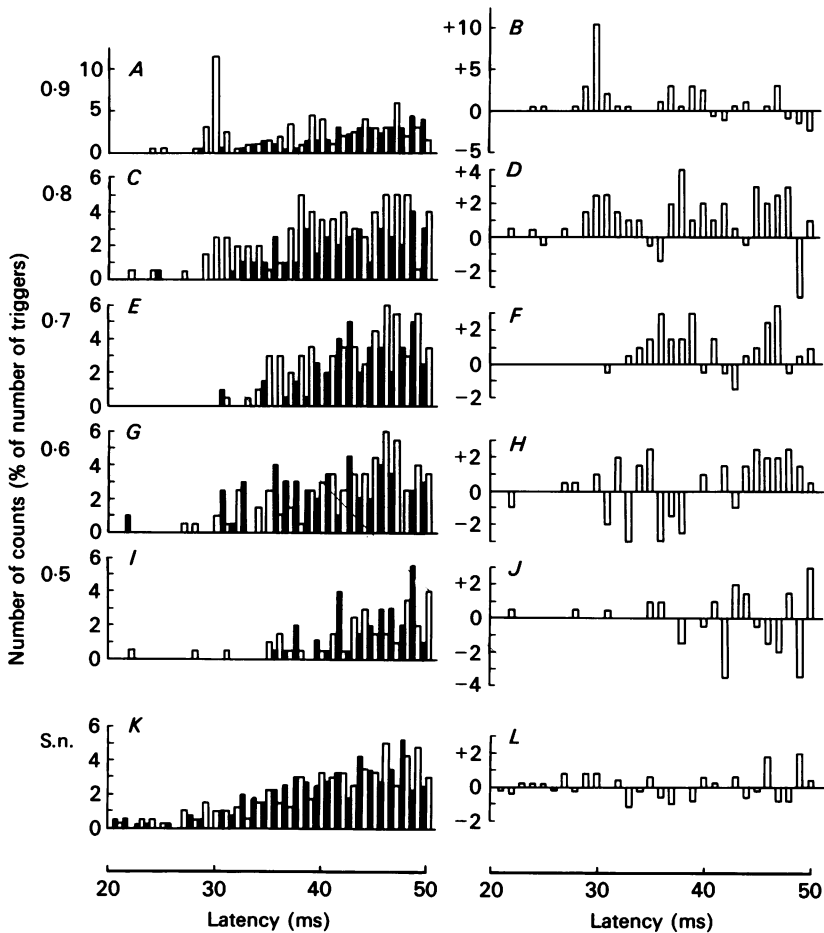 A
B
0·9
10
5
0
+10
+5
0
−5
C
D
0·8
6
4
2
0
+4
+2
0
−2
E
F
0·7
6
4
2
0
+2
0
−2
G
H
0·6
6
4
2
0
+2
0
−2
I
J
0·5
6
4
2
0
+2
0
−2
−4
K
L
S.n.
6
4
2
0
+2
0
−2
Number of counts (% of number of triggers)
20 30 40 50
20 30 40 50
Latency (ms)
Latency (ms)